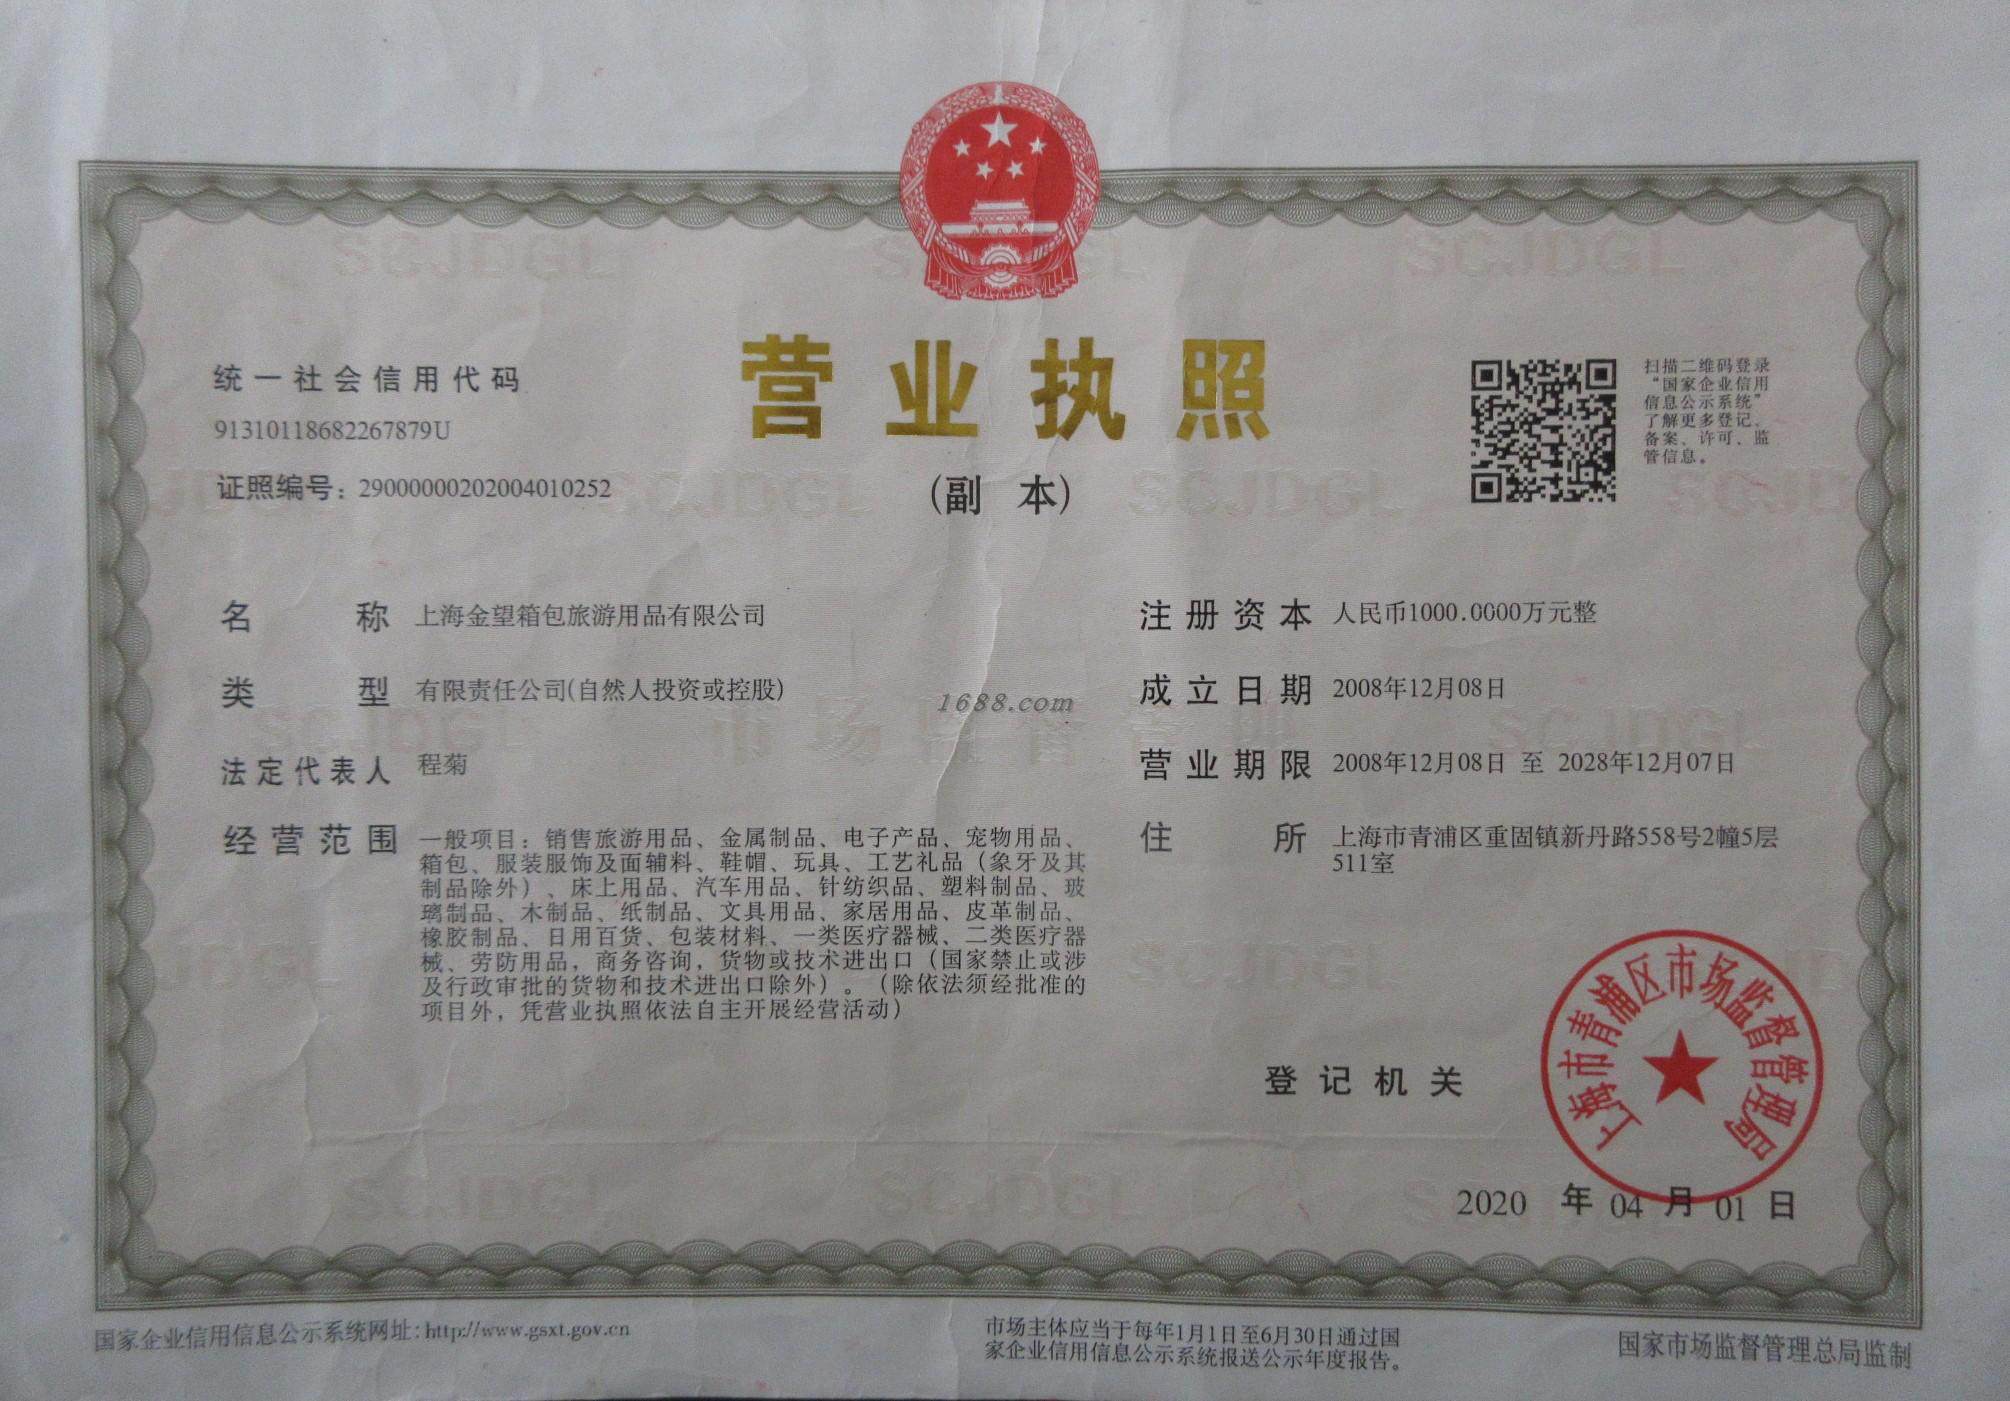 营业执照
(副 本)
统一社会信用代码
91310118682267879U
证照编号：29000000202004010252
扫描二维码登录
“国家企业信用
信息公示系统”
了解更多登记、
备案、许可、监
管信息。
名 称 上海金望箱包旅游用品有限公司
类 型 有限责任公司(自然人投资或控股)
法定代表人 程菊
经营范围 一般项目：销售旅游用品、金属制品、电子产品、宠物用品、
箱包、服装服饰及面辅料、鞋帽、玩具、工艺礼品（象牙及其
制品除外）、床上用品、汽车用品、针纺织品、塑料制品、玻
璃制品、木制品、纸制品、文具用品、家居用品、皮革制品、
橡胶制品、日用百货、包装材料、一类医疗器械、二类医疗器
械、劳防用品，商务咨询，货物或技术进出口（国家禁止或涉
及行政审批的货物和技术进出口除外）。（除依法须经批准的
项目外，凭营业执照依法自主开展经营活动）
注册资本 人民币1000.0000万元整
成立日期 2008年12月08日
营业期限 2008年12月08日 至 2028年12月07日
住 所 上海市青浦区重固镇新丹路558号2幢5层
511室
1688.com
登记机关
上海市青浦区市场监督管理局
2020 年 04 月 01 日
国家企业信用信息公示系统网址：http://www.gsxt.gov.cn
市场主体应当于每年1月1日至6月30日通过国
家企业信用信息公示系统报送公示年度报告。
国家市场监督管理总局监制
SCJDGL
SCJDGL
SCJDGL
SCJDGL
SCJDGL
SCJDGL
SCJDGL
SCJDGL
SCJDGL